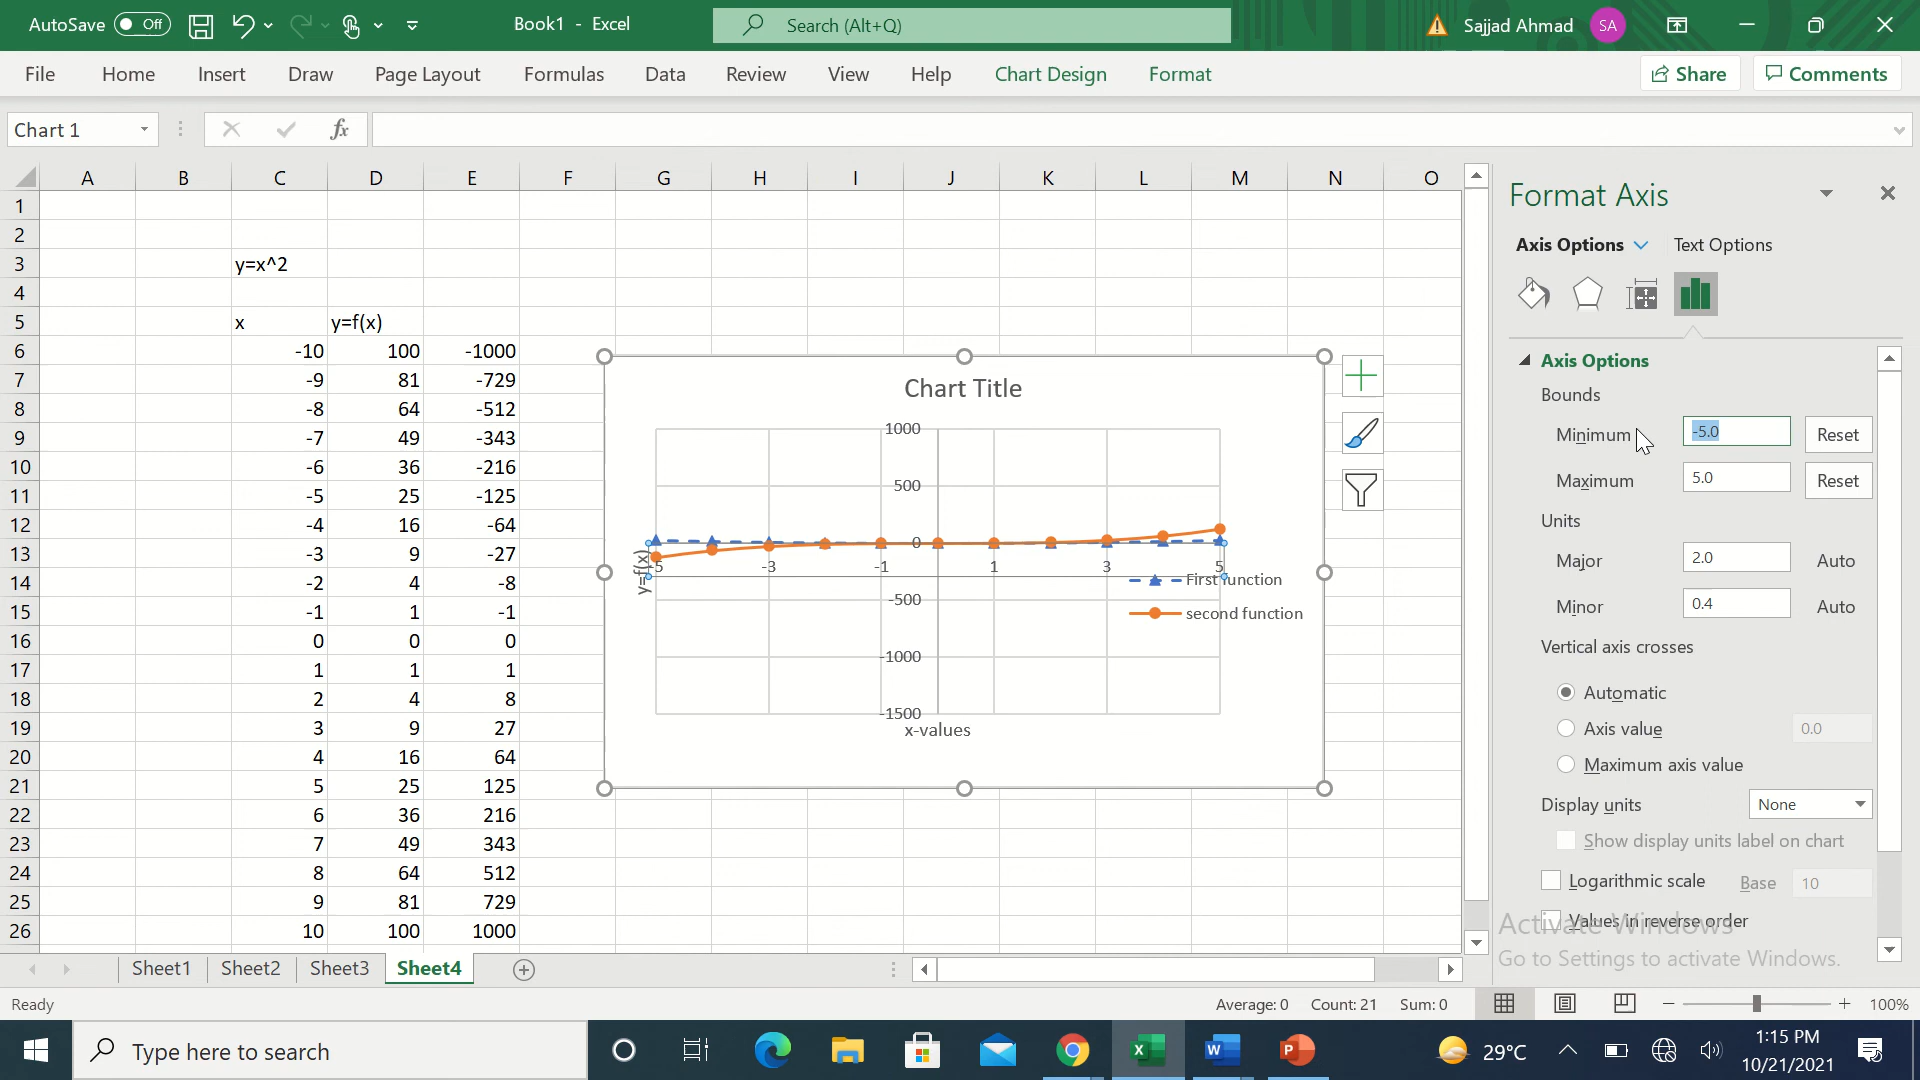 AutoSave Off Book1 - Excel Search (Alt+Q) Sajjad Ahmad SA
File Home Insert Draw Page Layout Formulas Data Review View Help Chart Design Format Share Comments
Chart 1 fx
A B C D E F G H I J K L M N O
1
2
3 y=x^2
4
5 x y=f(x)
6 -10 100 -1000
7 -9 81 -729
8 -8 64 -512
9 -7 49 -343
10 -6 36 -216
11 -5 25 -125
12 -4 16 -64
13 -3 9 -27
14 -2 4 -8
15 -1 1 -1
16 0 0 0
17 1 1 1
18 2 4 8
19 3 9 27
20 4 16 64
21 5 25 125
22 6 36 216
23 7 49 343
24 8 64 512
25 9 81 729
26 10 100 1000
Chart Title
1000
500
0
-5 -3 -1 1 3 5
-500
-1000
-1500
y=f(x)
x-values
First function
second function
Format Axis
Axis Options Text Options
Axis Options
Bounds
Minimum -5.0 Reset
Maximum 5.0 Reset
Units
Major 2.0 Auto
Minor 0.4 Auto
Vertical axis crosses
Automatic
Axis value 0.0
Maximum axis value
Display units None
Show display units label on chart
Logarithmic scale Base 10
Values in reverse order
Activate Windows
Go to Settings to activate Windows.
Sheet1 Sheet2 Sheet3 Sheet4
Ready Average: 0 Count: 21 Sum: 0 100%
Type here to search 29°C 1:15 PM
10/21/2021